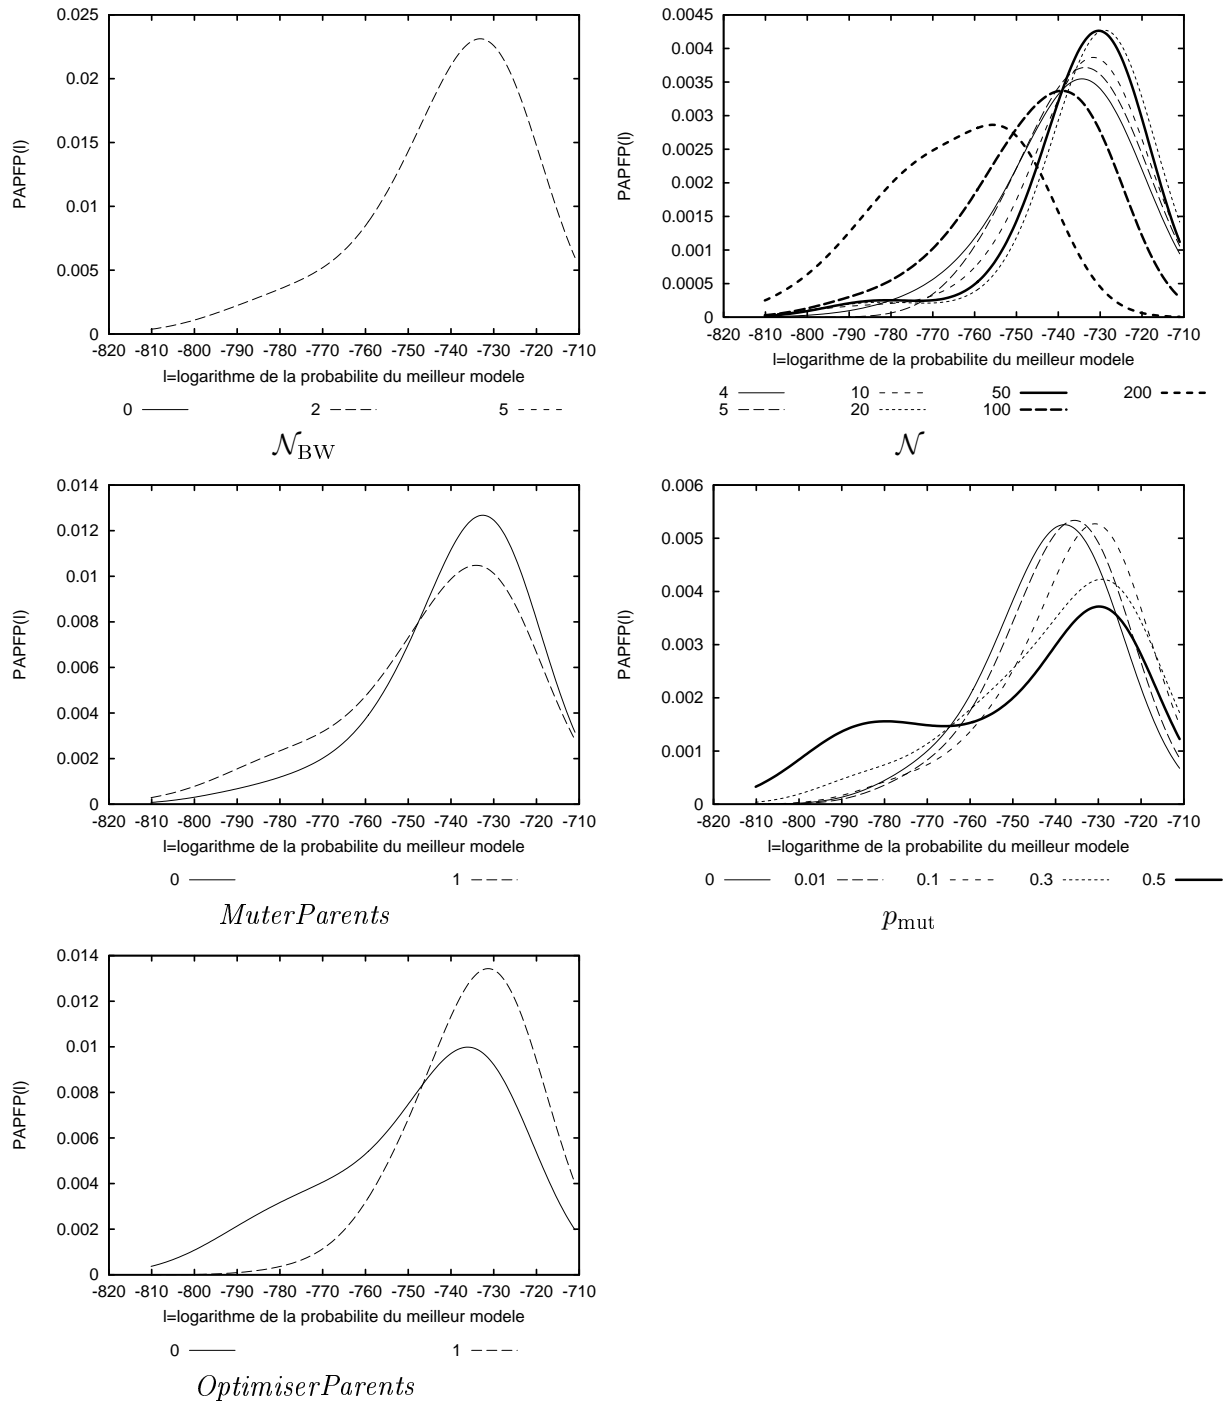 0.025
0.02
0.015
0.01
0.005
0
PAPFP(l)
-820 -810 -800 -790 -780 -770 -760 -750 -740 -730 -720 -710
l=logarithme de la probabilite du meilleur modele
0 2 5
𝒩BW
0.0045
0.004
0.0035
0.003
0.0025
0.002
0.0015
0.001
0.0005
0
PAPFP(l)
-820 -810 -800 -790 -780 -770 -760 -750 -740 -730 -720 -710
l=logarithme de la probabilite du meilleur modele
4 10 50 200
5 20 100
𝒩
0.014
0.012
0.01
0.008
0.006
0.004
0.002
0
PAPFP(l)
-820 -810 -800 -790 -780 -770 -760 -750 -740 -730 -720 -710
l=logarithme de la probabilite du meilleur modele
0 1
MuterParents
0.006
0.005
0.004
0.003
0.002
0.001
0
PAPFP(l)
-820 -810 -800 -790 -780 -770 -760 -750 -740 -730 -720 -710
l=logarithme de la probabilite du meilleur modele
0 0.01 0.1 0.3 0.5
pmut
0.014
0.012
0.01
0.008
0.006
0.004
0.002
0
PAPFP(l)
-820 -810 -800 -790 -780 -770 -760 -750 -740 -730 -720 -710
l=logarithme de la probabilite du meilleur modele
0 1
OptimiserParents